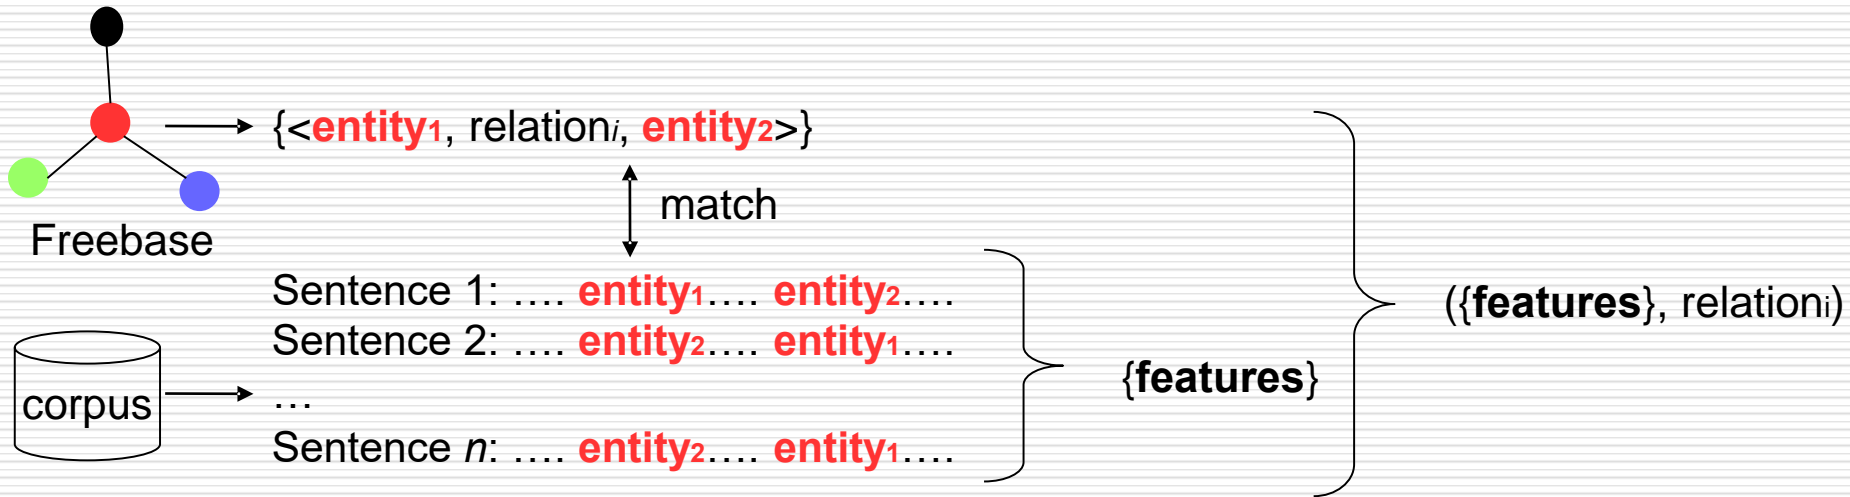 {<entity1, relationi, entity2>}
match
Freebase
Sentence 1: …. entity1…. entity2….
Sentence 2: …. entity2…. entity1….
…
Sentence n: …. entity2…. entity1….
corpus
{features}
({features}, relationi)